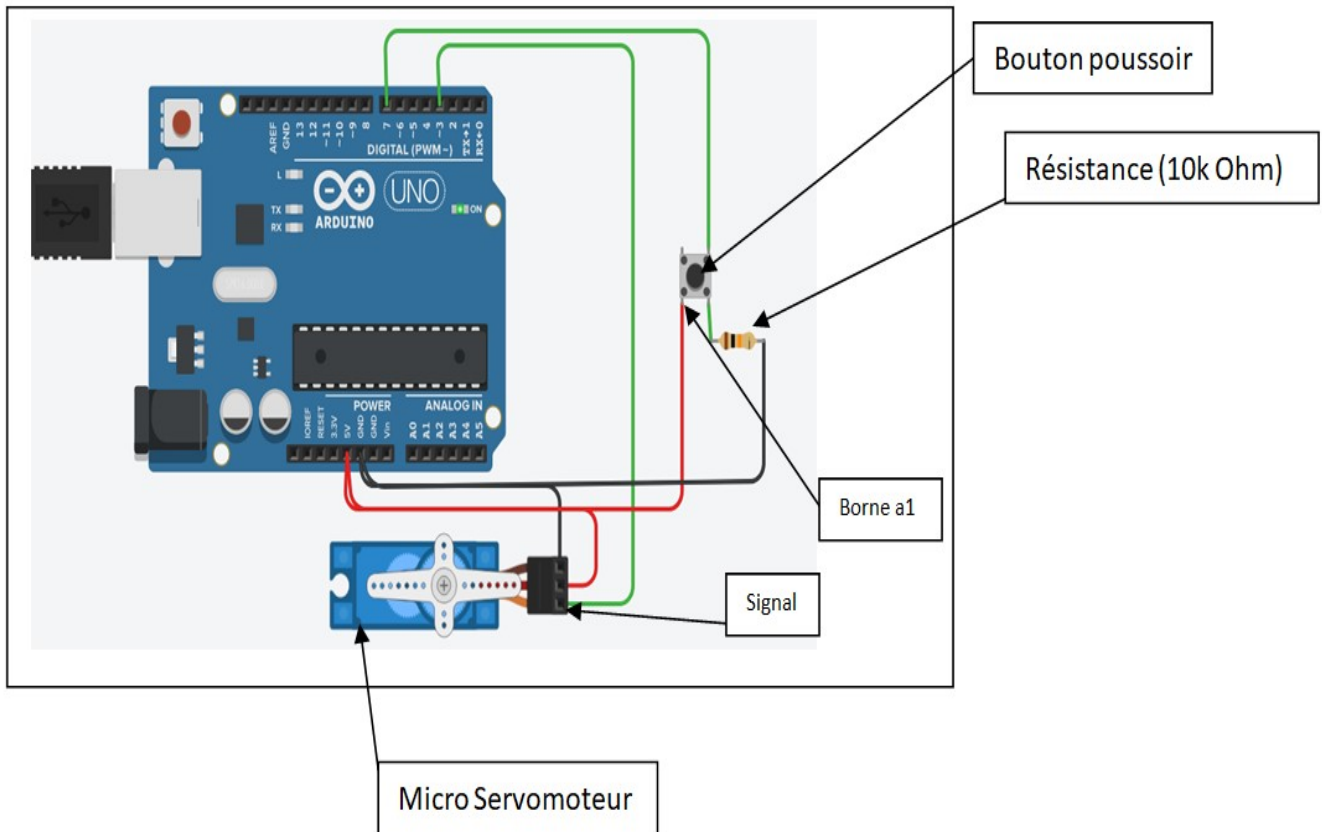 Bouton poussoir
Résistance (10k Ohm)
AREF
GND
13
12
~11
~10
~9
8
7
~6
~5
4
~3
2
TX→1
RX←0
DIGITAL (PWM~)
L
TX
RX
ARDUINO
UNO
ON
POWER
ANALOG IN
IOREF
RESET
3.3V
5V
GND
GND
Vin
A0
A1
A2
A3
A4
A5
Borne a1
Signal
Micro Servomoteur